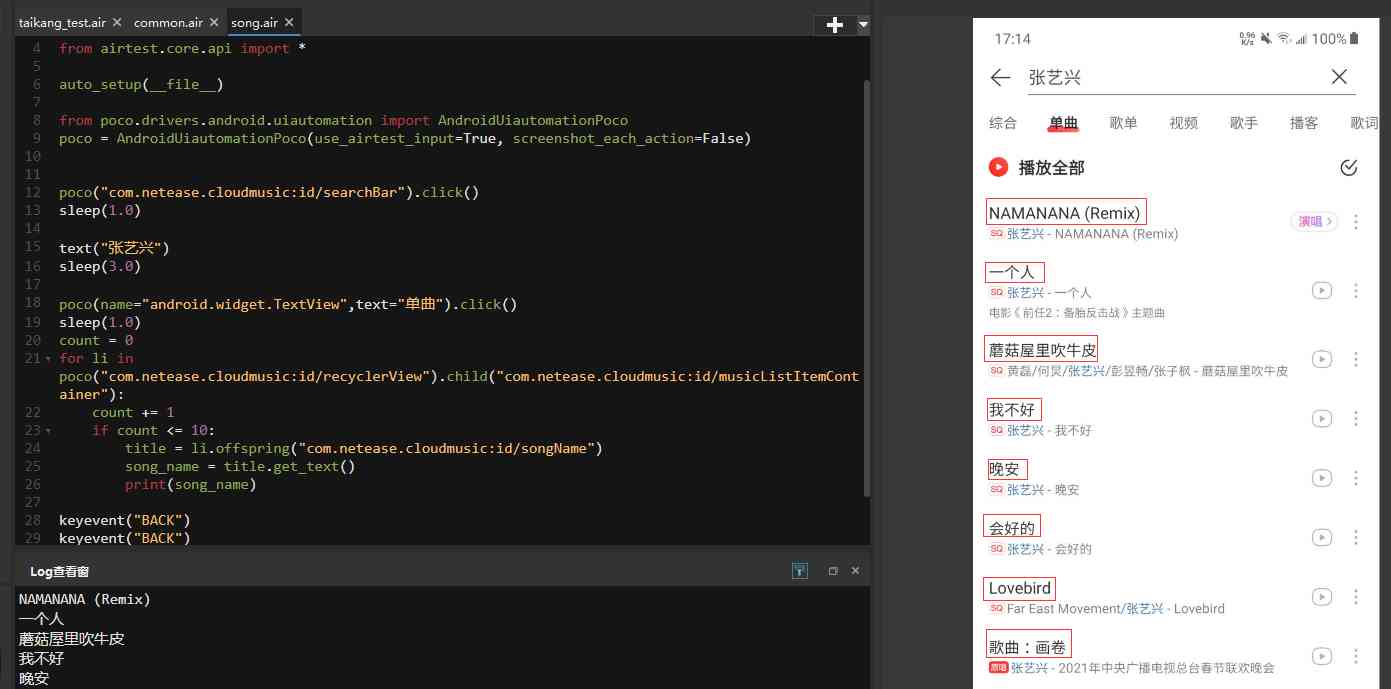 taikang_test.air ✕ common.air ✕ song.air ✕
4 from airtest.core.api import *
5
6 auto_setup(__file__)
7
8 from poco.drivers.android.uiautomation import AndroidUiautomationPoco
9 poco = AndroidUiautomationPoco(use_airtest_input=True, screenshot_each_action=False)
10
11
12 poco("com.netease.cloudmusic:id/searchBar").click()
13 sleep(1.0)
14
15 text("张艺兴")
16 sleep(3.0)
17
18 poco(name="android.widget.TextView",text="单曲").click()
19 sleep(1.0)
20 count = 0
21 for li in
poco("com.netease.cloudmusic:id/recyclerView").child("com.netease.cloudmusic:id/musicListItemCont
ainer"):
22 count += 1
23 if count <= 10:
24 title = li.offspring("com.netease.cloudmusic:id/songName")
25 song_name = title.get_text()
26 print(song_name)
27
28 keyevent("BACK")
29 keyevent("BACK")
Log查看窗
NAMANANA (Remix)
一个人
蘑菇屋里吹牛皮
我不好
晚安
17:14 0.96 K/s 100%
张艺兴
综合 单曲 歌单 视频 歌手 播客 歌词
播放全部
NAMANANA (Remix)
演唱 >
SQ 张艺兴 - NAMANANA (Remix)
一个人
SQ 张艺兴 - 一个人
电影《前任2：备胎反击战》主题曲
蘑菇屋里吹牛皮
SQ 黄磊/何炅/张艺兴/彭昱畅/张子枫 - 蘑菇屋里吹牛皮
我不好
SQ 张艺兴 - 我不好
晚安
SQ 张艺兴 - 晚安
会好的
SQ 张艺兴 - 会好的
Lovebird
SQ Far East Movement/张艺兴 - Lovebird
歌曲：画卷
原唱 张艺兴 - 2021年中央广播电视总台春节联欢晚会